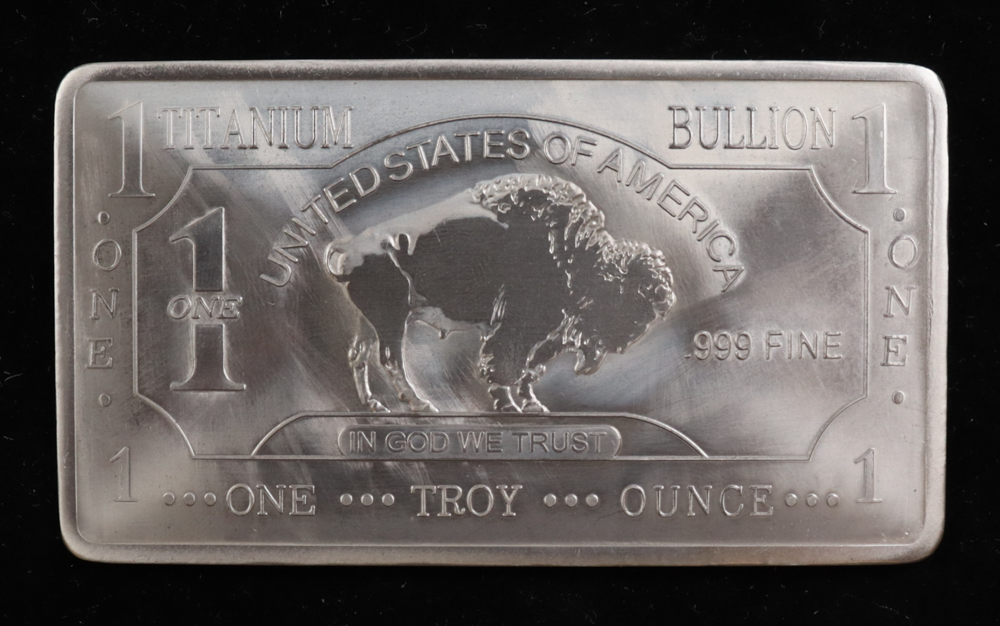 1 TITANIUM BULLION 1
UNITED STATES OF AMERICA
ONE
1
ONE
.999 FINE
ONE
IN GOD WE TRUST
1 ONE TROY OUNCE 1